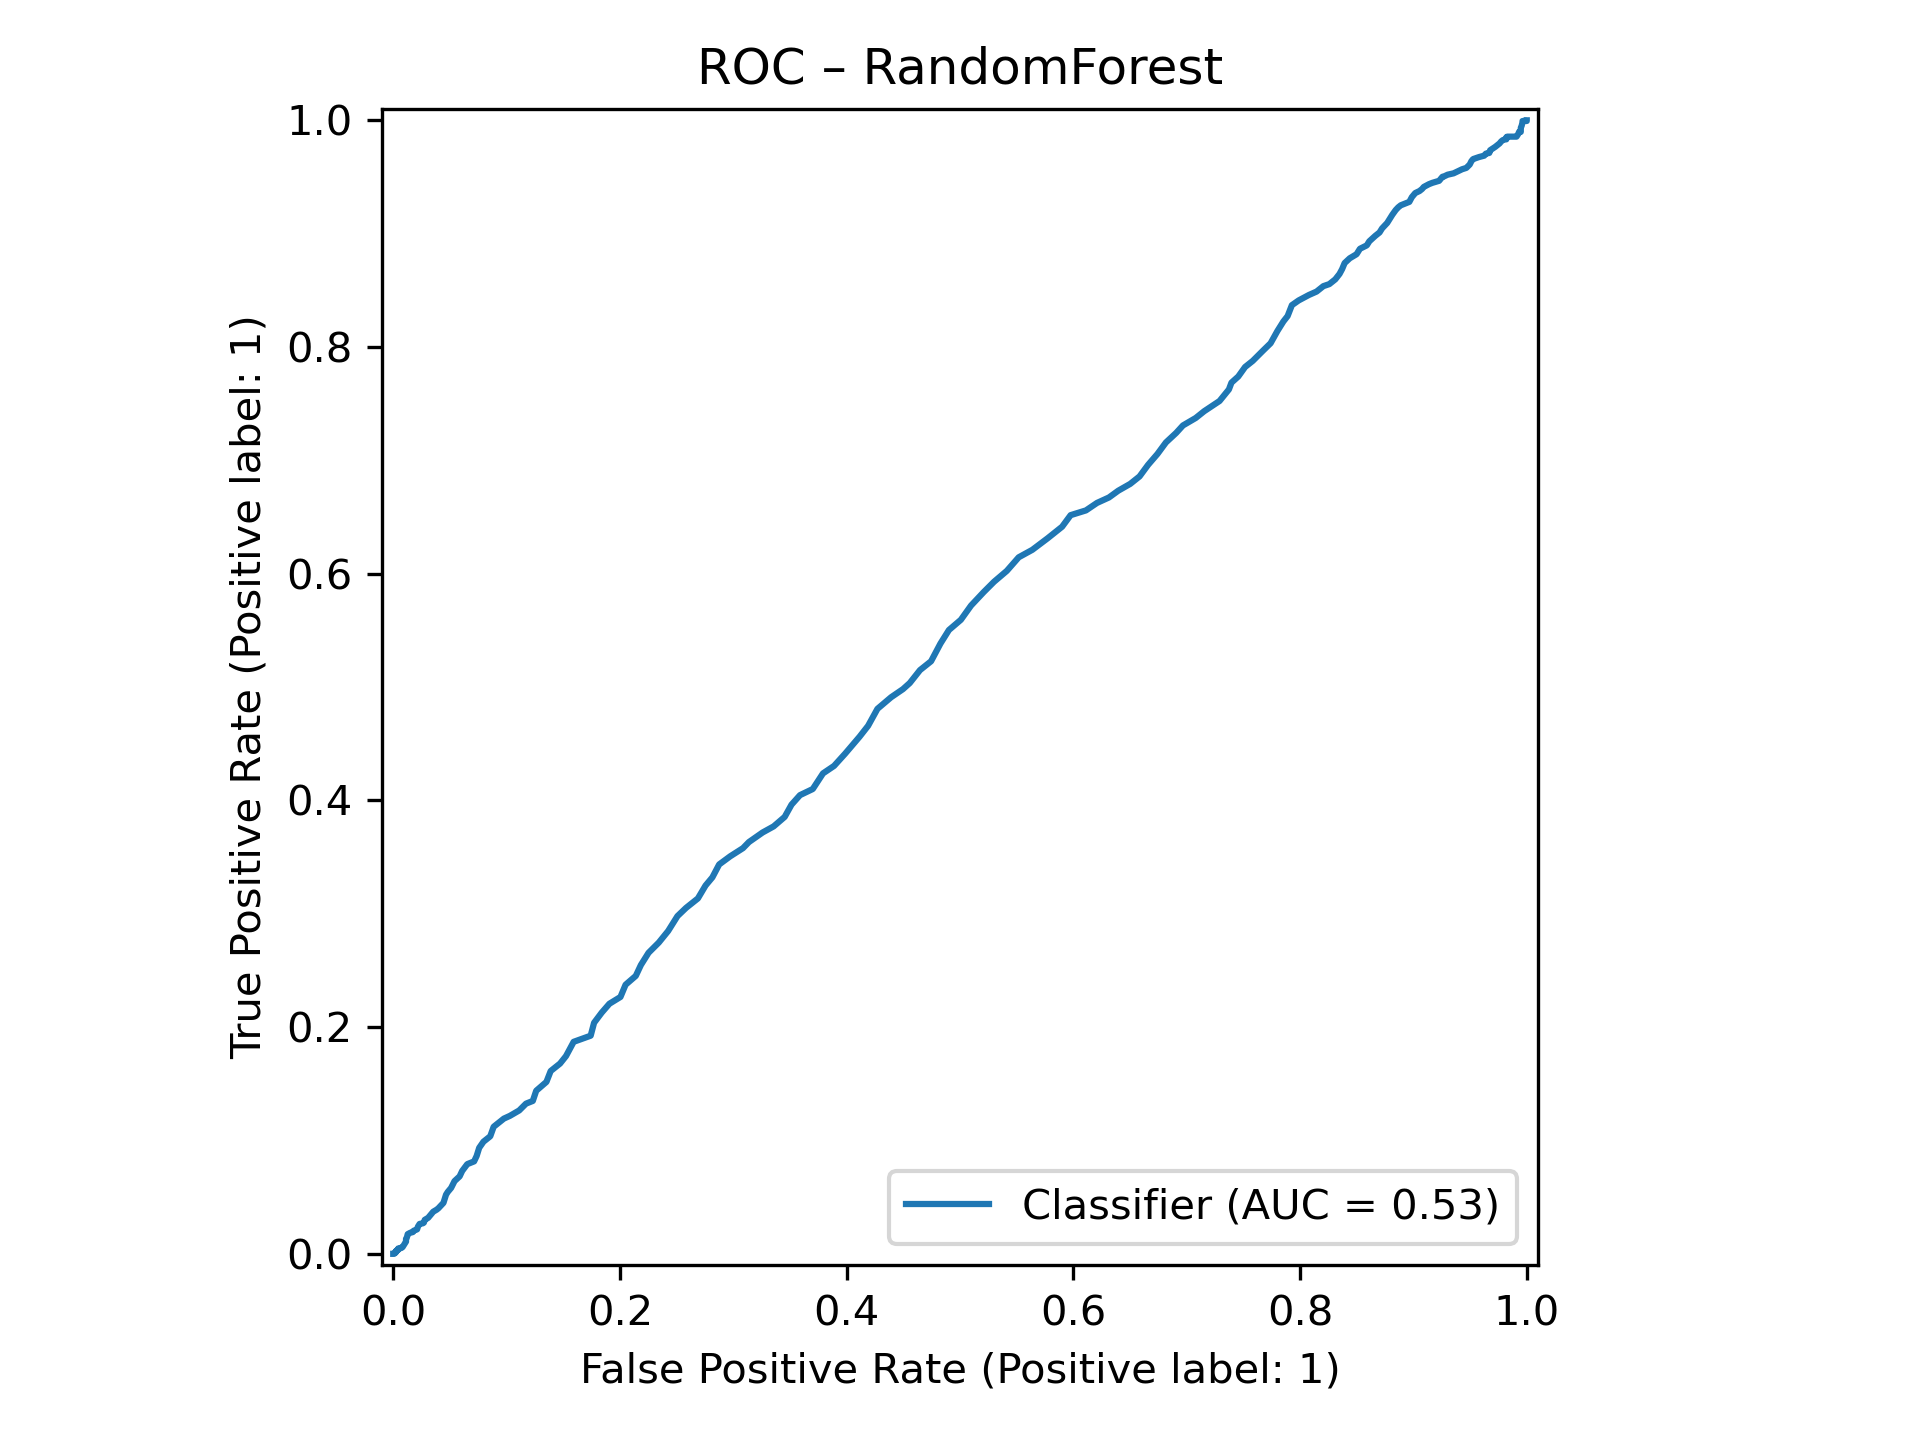 ROC – RandomForest
1.0
0.8
0.6
0.4
0.2
0.0
True Positive Rate (Positive label: 1)
Classifier (AUC = 0.53)
0.0 0.2 0.4 0.6 0.8 1.0
False Positive Rate (Positive label: 1)